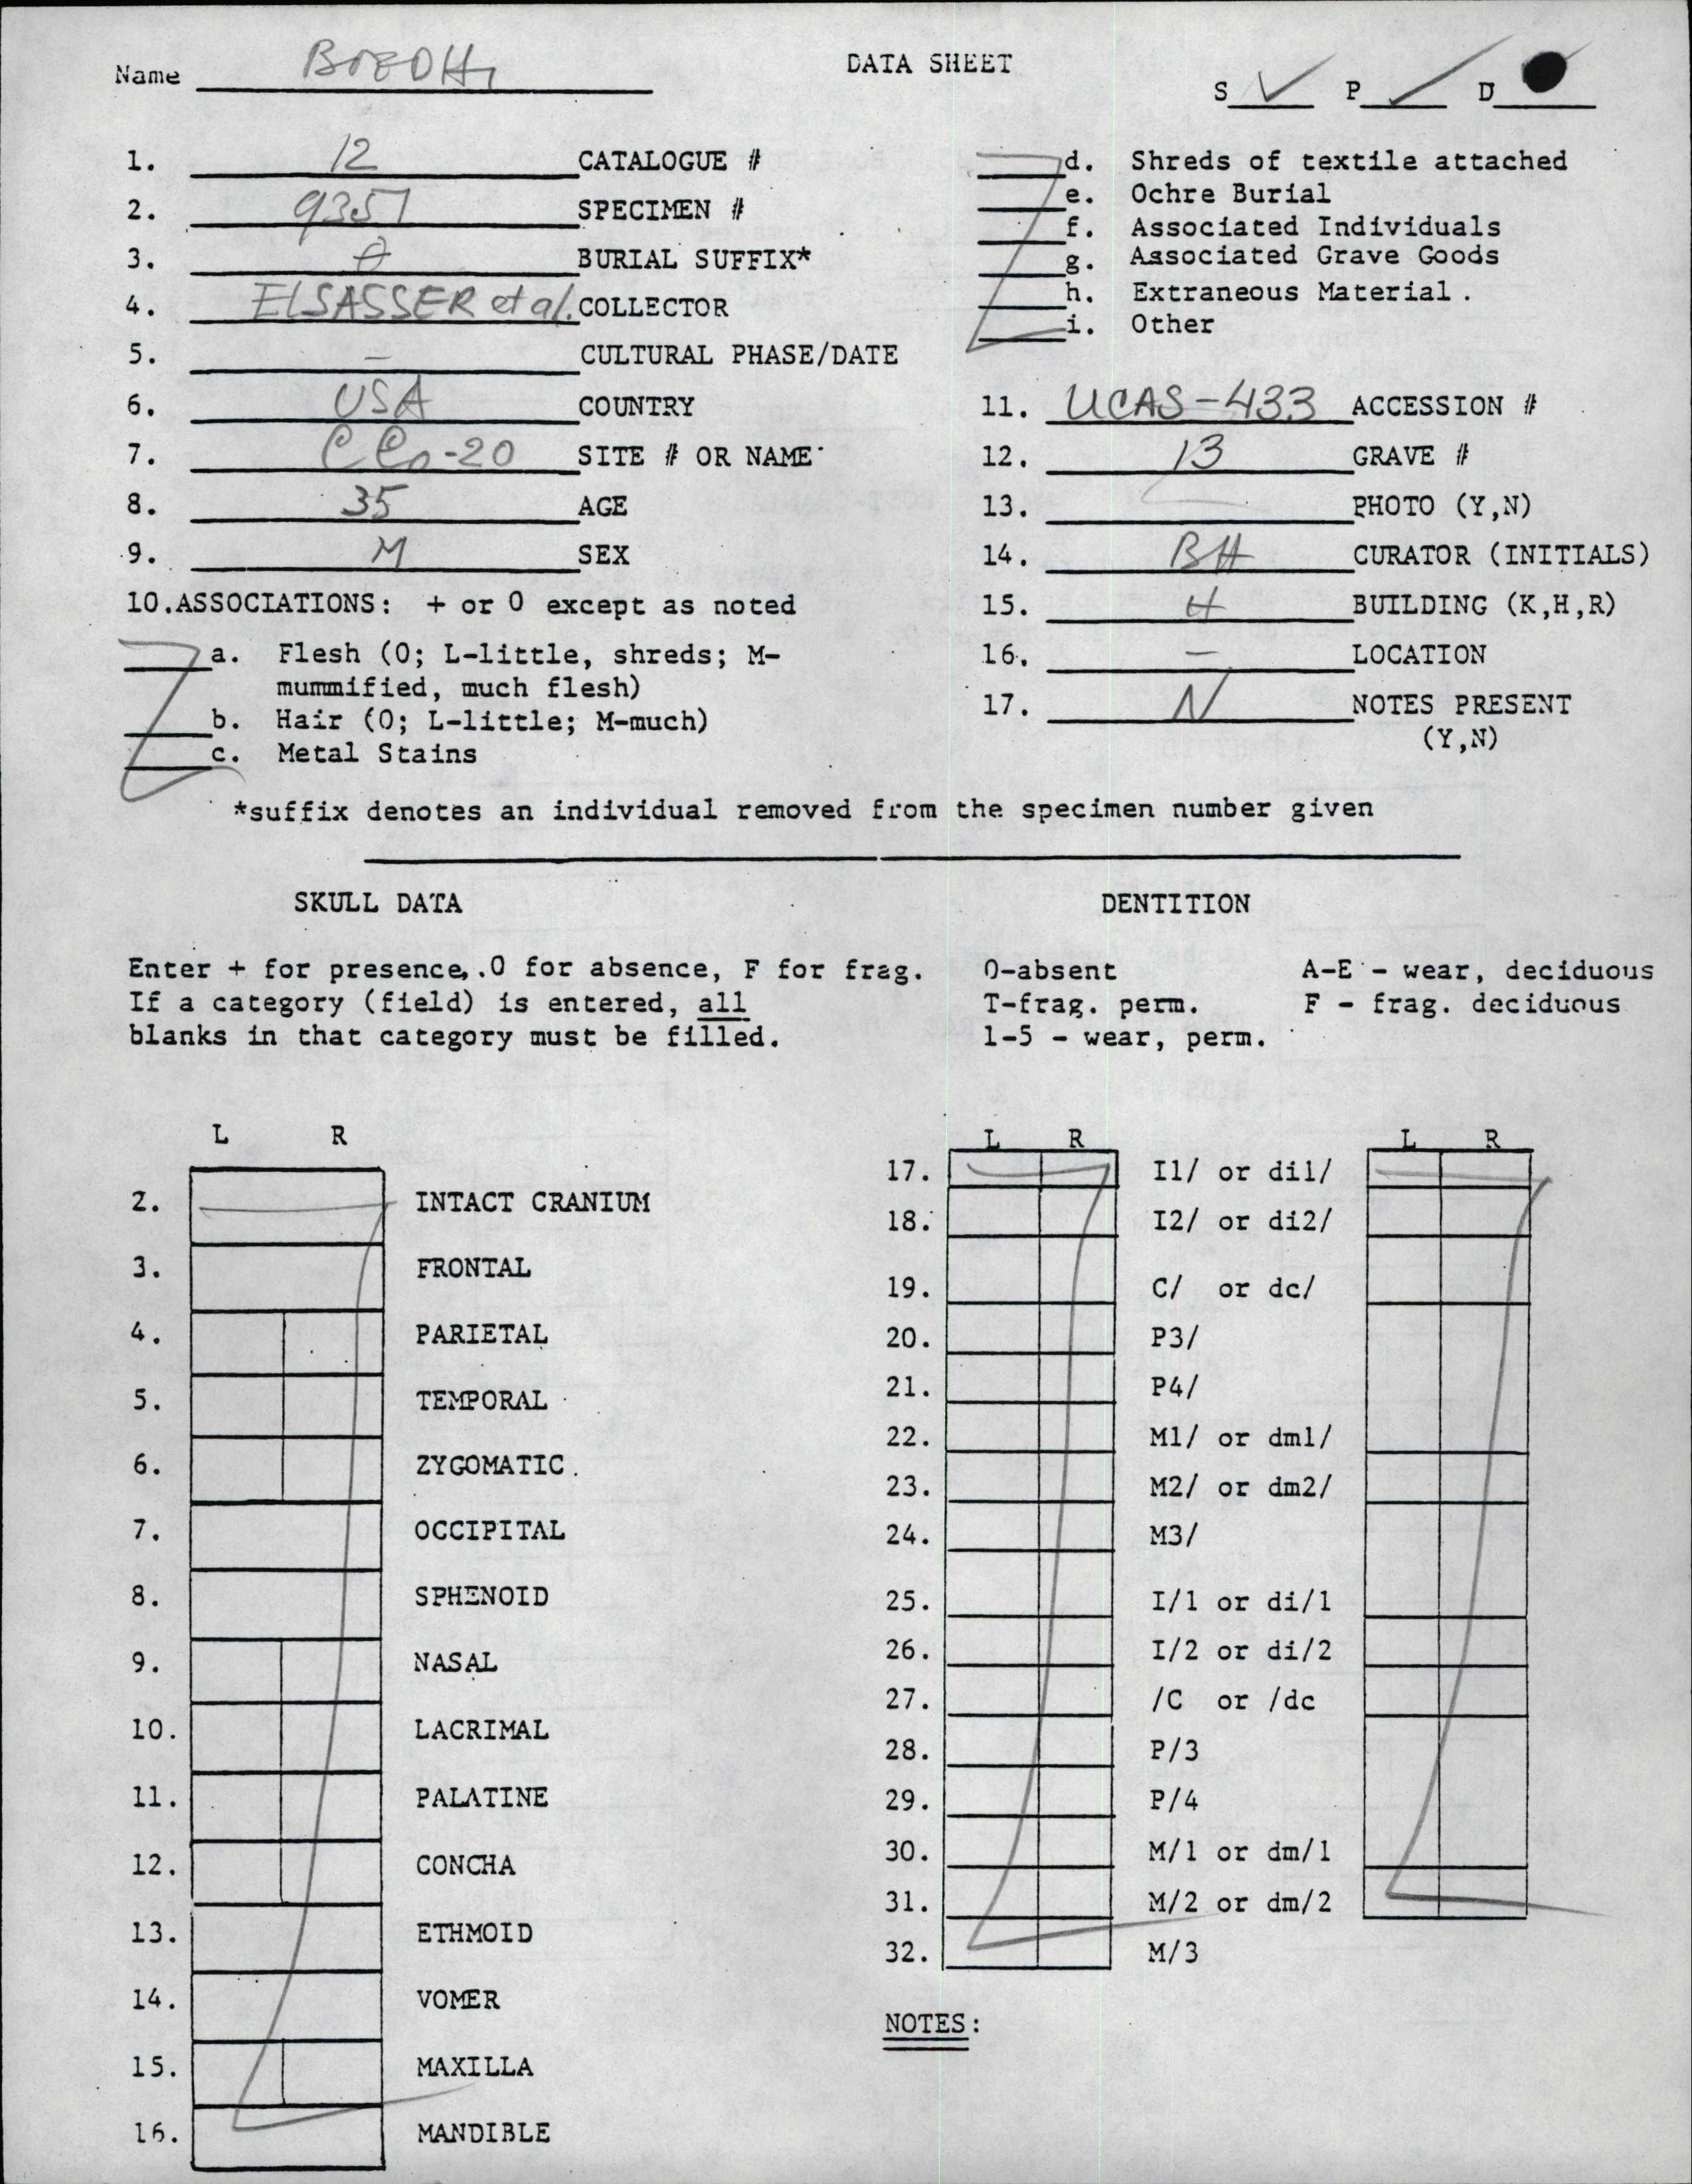 DATA SHEET
Name
S ✓ P ✓ D
1. 12 CATALOGUE #
2. 9357 SPECIMEN #
3. BURIAL SUFFIX*
4. ELSASSER et al. COLLECTOR
5. — CULTURAL PHASE/DATE
6. USA COUNTRY
7. CCo-20 SITE # OR NAME
8. 35 AGE
9. M SEX
10.ASSOCIATIONS: + or 0 except as noted
a. Flesh (0; L-little, shreds; M-
mummified, much flesh)
b. Hair (0; L-little; M-much)
c. Metal Stains
d. Shreds of textile attached
e. Ochre Burial
f. Associated Individuals
g. Associated Grave Goods
h. Extraneous Material.
i. Other
11. UCAS-433 ACCESSION #
12. 13 GRAVE #
13. PHOTO (Y,N)
14. BH CURATOR (INITIALS)
15. BUILDING (K,H,R)
16. — LOCATION
17. N NOTES PRESENT
(Y,N)
*suffix denotes an individual removed from the specimen number given
SKULL DATA
Enter + for presence, 0 for absence, F for frag.
If a category (field) is entered, all
blanks in that category must be filled.
L R
2. INTACT CRANIUM
3. FRONTAL
4. PARIETAL
5. TEMPORAL
6. ZYGOMATIC
7. OCCIPITAL
8. SPHENOID
9. NASAL
10. LACRIMAL
11. PALATINE
12. CONCHA
13. ETHMOID
14. VOMER
15. MAXILLA
16. MANDIBLE
DENTITION
0-absent A-E - wear, deciduous
T-frag. perm. F - frag. deciduous
1-5 - wear, perm.
L R L R
17. I1/ or di1/
18. I2/ or di2/
19. C/ or dc/
20. P3/
21. P4/
22. M1/ or dm1/
23. M2/ or dm2/
24. M3/
25. I/1 or di/1
26. I/2 or di/2
27. /C or /dc
28. P/3
29. P/4
30. M/1 or dm/1
31. M/2 or dm/2
32. M/3
NOTES: